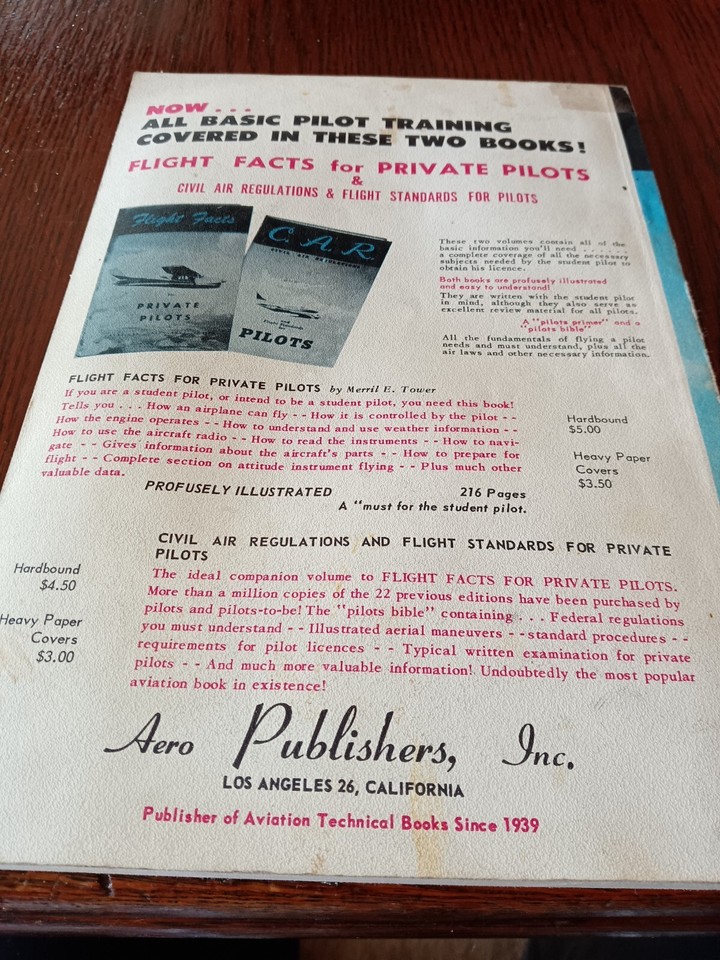 NOW...
ALL BASIC PILOT TRAINING
COVERED IN THESE TWO BOOKS!
FLIGHT FACTS for PRIVATE PILOTS
&
CIVIL AIR REGULATIONS & FLIGHT STANDARDS FOR PILOTS
Flight Facts
PRIVATE
PILOTS
C. A. R.
CIVIL AIR REGULATIONS
and
Flight Standards
for
PILOTS
These two volumes contain all of the
basic information you'll need . . . . . .
a complete coverage of all the necessary
subjects needed by the student pilot to
obtain his licence.
Both books are profusely illustrated
and easy to understand!
They are written with the student pilot
in mind, although they also serve as
excellent review material for all pilots.
A "pilots primer" and a
"pilots bible"
All the fundamentals of flying a pilot
needs and must understand, plus all the
air laws and other necessary information.
FLIGHT FACTS FOR PRIVATE PILOTS by Merril E. Tower
If you are a student pilot, or intend to be a student pilot, you need this book!
Tells you . . . How an airplane can fly - - How it is controlled by the pilot - -
How the engine operates - - How to understand and use weather information - -
How to use the aircraft radio - - How to read the instruments - - How to navi-
gate - - Gives information about the aircraft's parts - - How to prepare for
flight - - Complete section on attitude instrument flying - - Plus much other
valuable data.
Hardbound
$5.00
Heavy Paper
Covers
$3.50
PROFUSELY ILLUSTRATED 216 Pages
A "must for the student pilot.
CIVIL AIR REGULATIONS AND FLIGHT STANDARDS FOR PRIVATE
PILOTS
Hardbound
$4.50
Heavy Paper
Covers
$3.00
The ideal companion volume to FLIGHT FACTS FOR PRIVATE PILOTS.
More than a million copies of the 22 previous editions have been purchased by
pilots and pilots-to-be! The "pilots bible" containing . . . Federal regulations
you must understand - - Illustrated aerial maneuvers - -standard procedures - -
requirements for pilot licences - - Typical written examination for private
pilots - - And much more valuable information! Undoubtedly the most popular
aviation book in existence!
Aero Publishers, Inc.
LOS ANGELES 26, CALIFORNIA
Publisher of Aviation Technical Books Since 1939